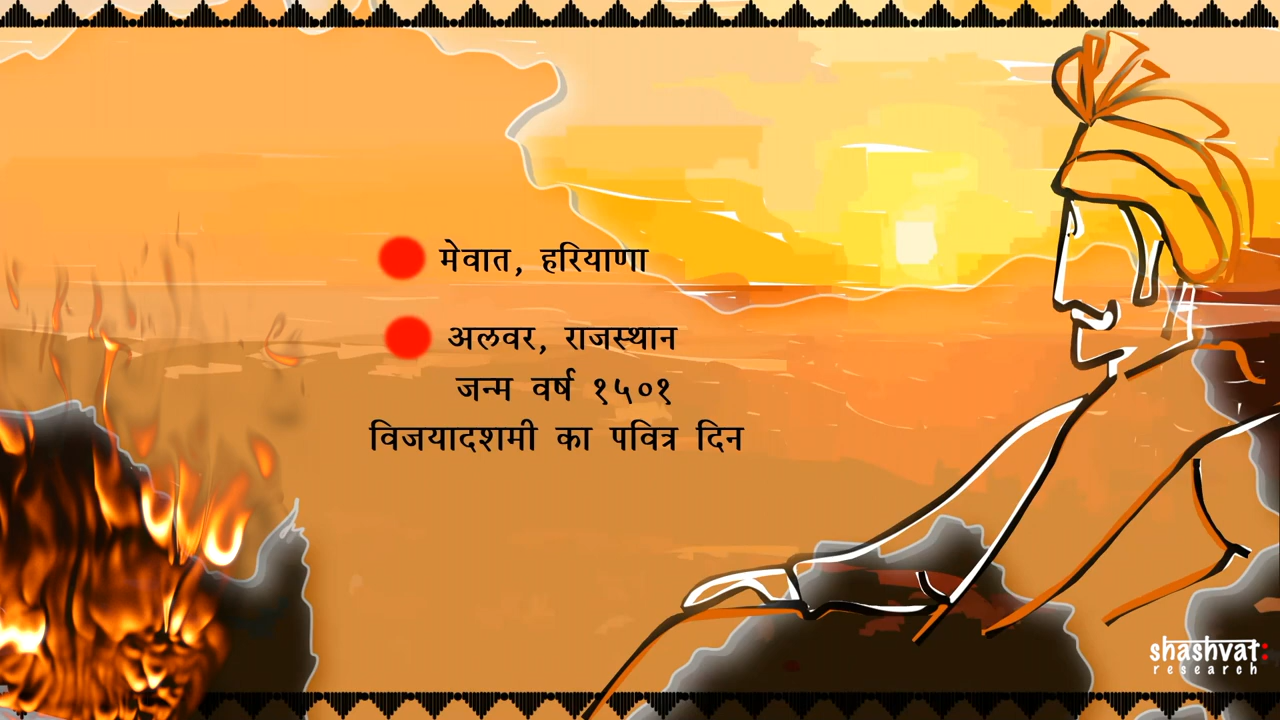 मेवात, हरियाणा
अलवर, राजस्थान
जन्म वर्ष १५०१
विजयादशमी का पवित्र दिन
shashvat:
research